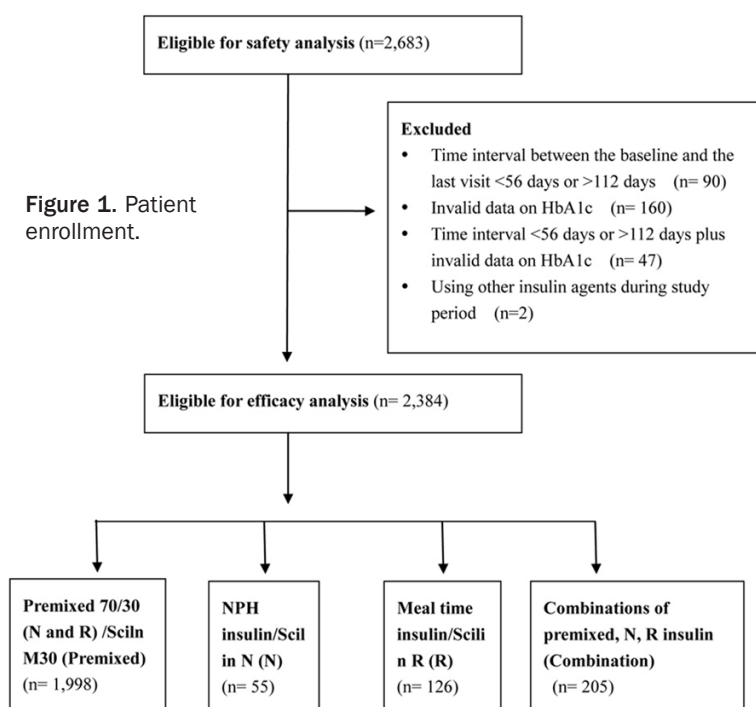 Eligible for safety analysis (n=2,683)
Excluded
• Time interval between the baseline and the
last visit <56 days or >112 days (n= 90)
• Invalid data on HbA1c (n= 160)
• Time interval <56 days or >112 days plus
invalid data on HbA1c (n= 47)
• Using other insulin agents during study
period (n=2)
Figure 1. Patient
enrollment.
Eligible for efficacy analysis (n= 2,384)
Premixed 70/30
(N and R) /Sciln
M30 (Premixed)
(n= 1,998)
NPH
insulin/Scil
in N (N)
(n= 55)
Meal time
insulin/Scili
n R (R)
(n= 126)
Combinations of
premixed, N, R insulin
(Combination)
(n= 205)